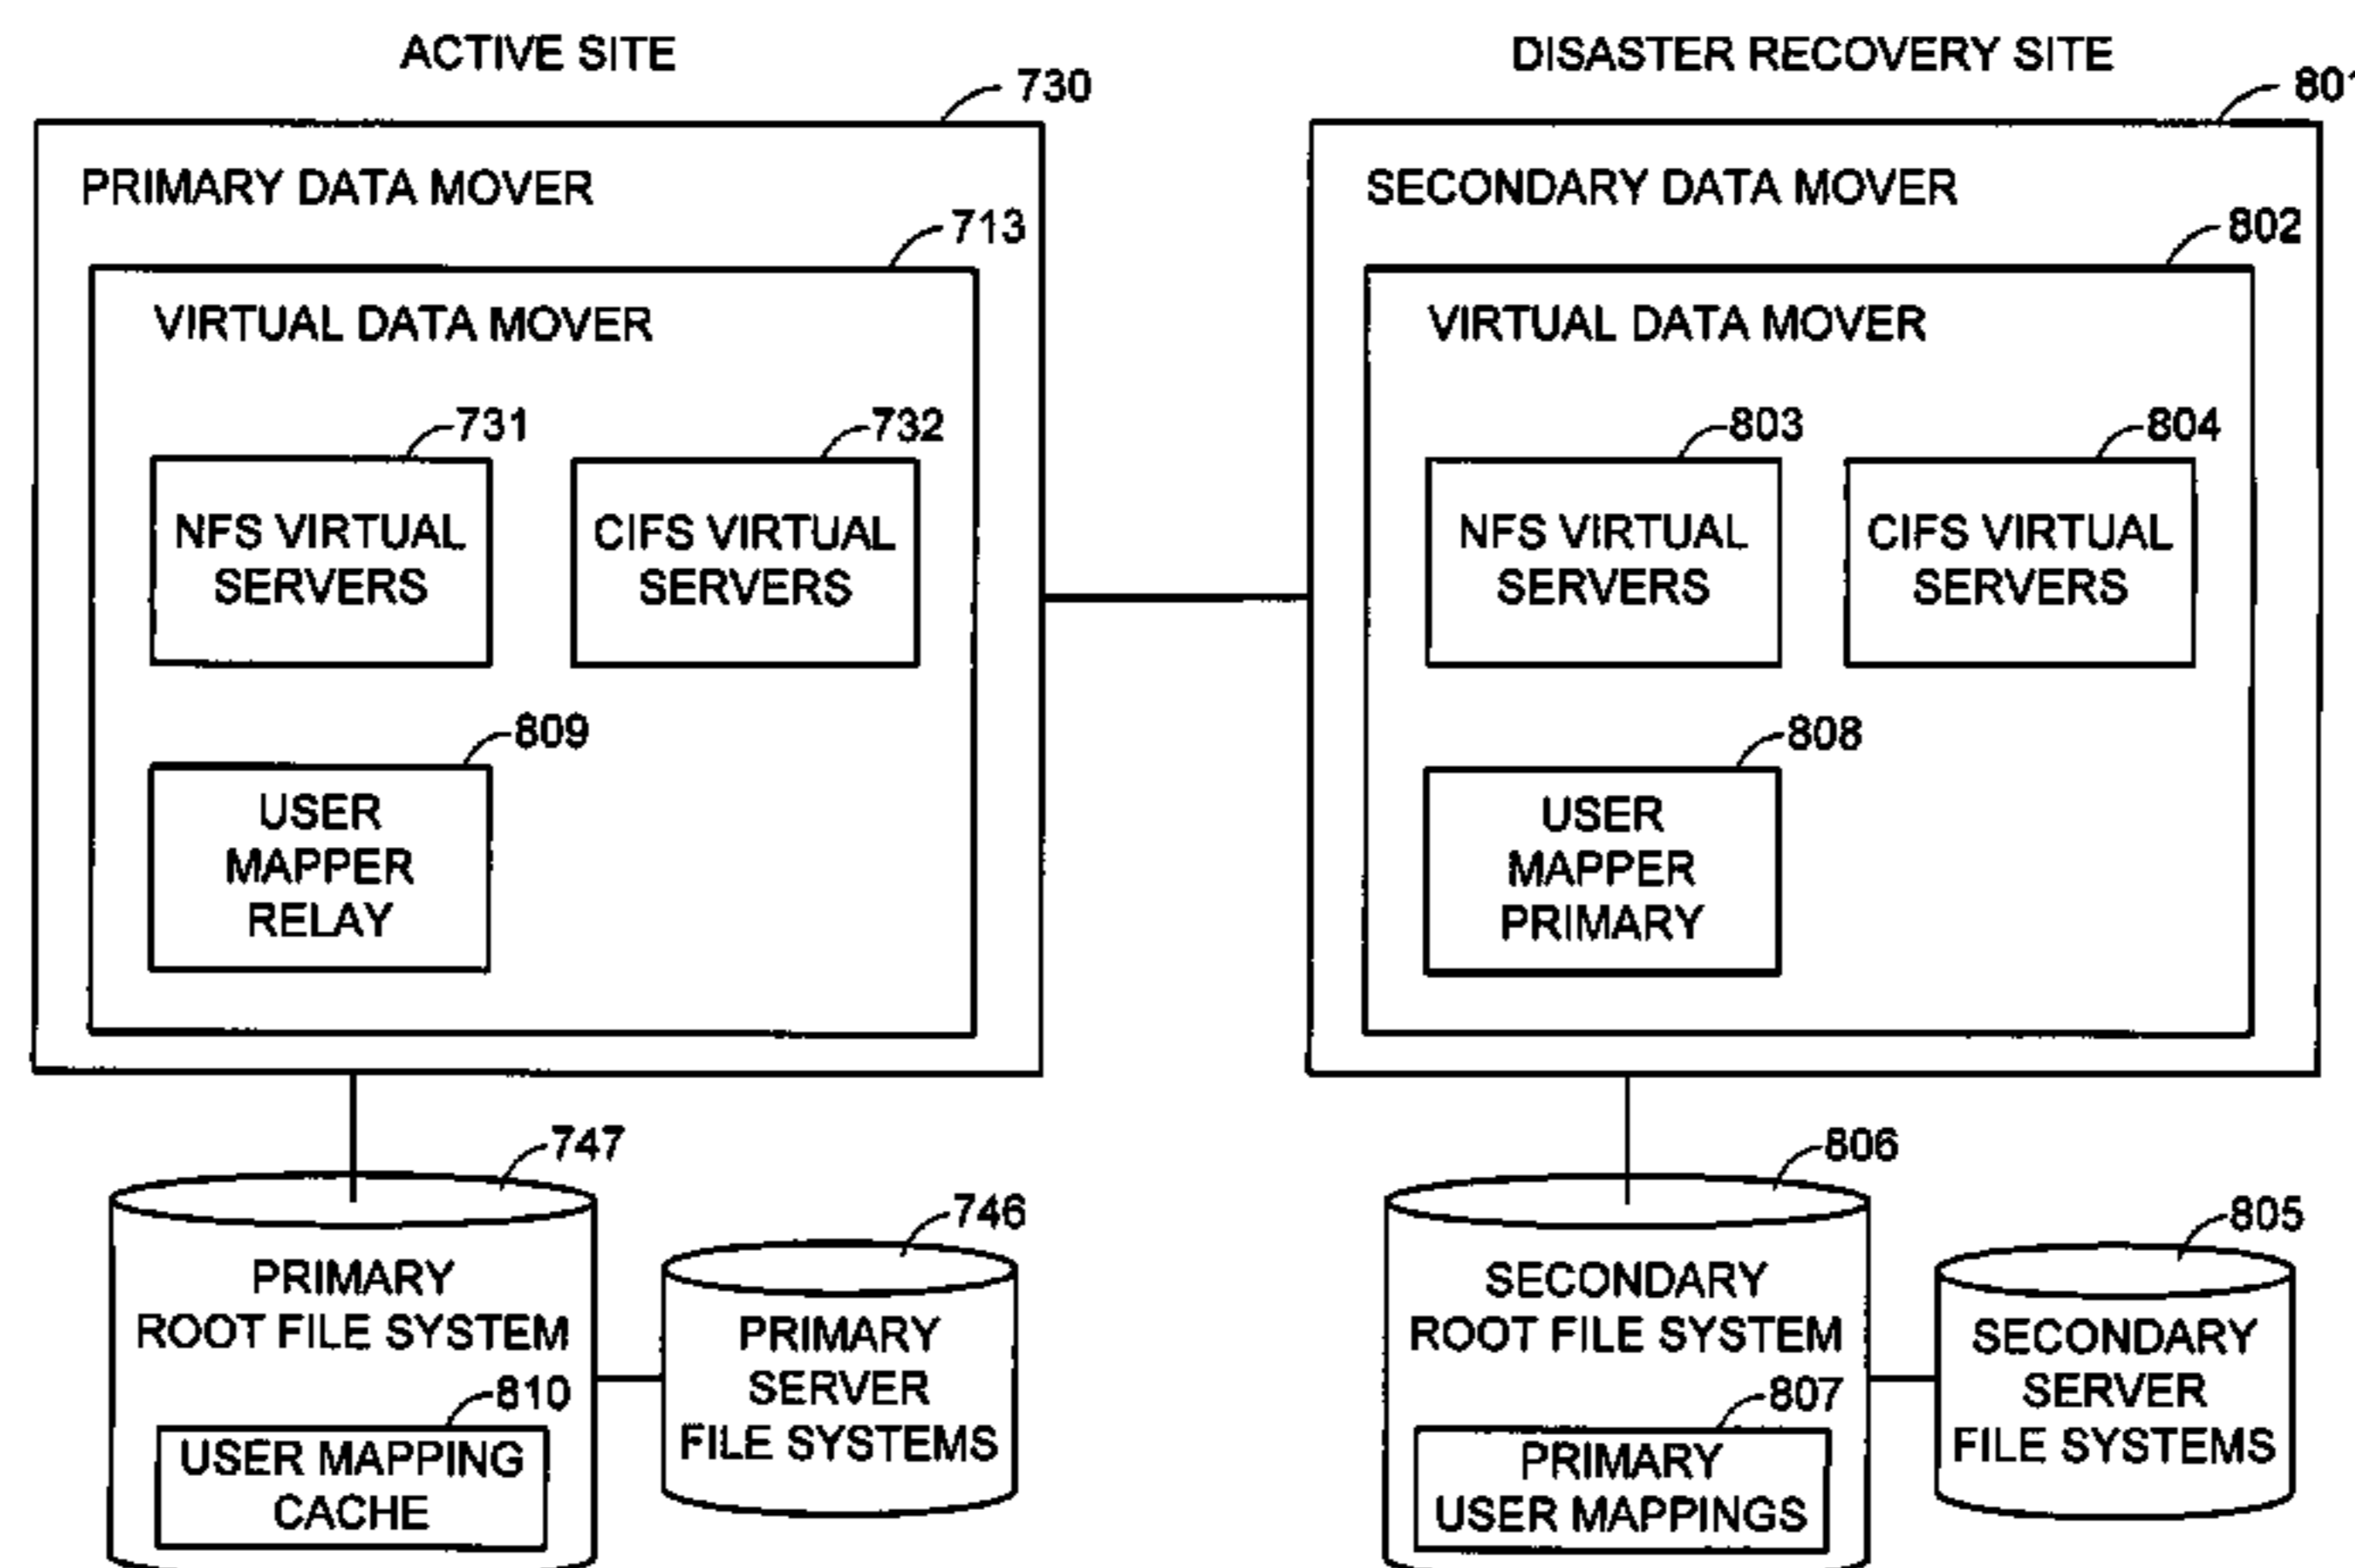 ACTIVE SITE
730
PRIMARY DATA MOVER
713
VIRTUAL DATA MOVER
731
732
NFS VIRTUAL
SERVERS
CIFS VIRTUAL
SERVERS
809
USER
MAPPER
RELAY
747
PRIMARY
ROOT FILE SYSTEM
810
USER MAPPING
CACHE
746
PRIMARY
SERVER
FILE SYSTEMS
DISASTER RECOVERY SITE
801
SECONDARY DATA MOVER
802
VIRTUAL DATA MOVER
803
804
NFS VIRTUAL
SERVERS
CIFS VIRTUAL
SERVERS
808
USER
MAPPER
PRIMARY
806
SECONDARY
ROOT FILE SYSTEM
807
PRIMARY
USER MAPPINGS
805
SECONDARY
SERVER
FILE SYSTEMS